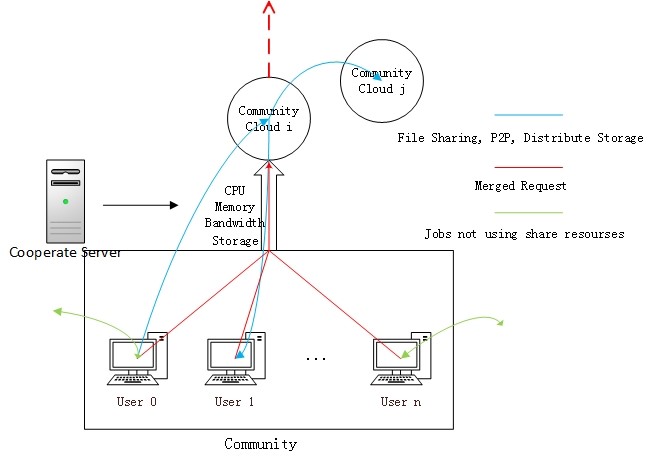 Community
Cloud j
Community
Cloud i
File Sharing, P2P, Distribute Storage
Merged Request
Jobs not using share resourses
CPU
Memory
Bandwidth
Storage
Cooperate Server
...
User 0
User 1
User n
Community